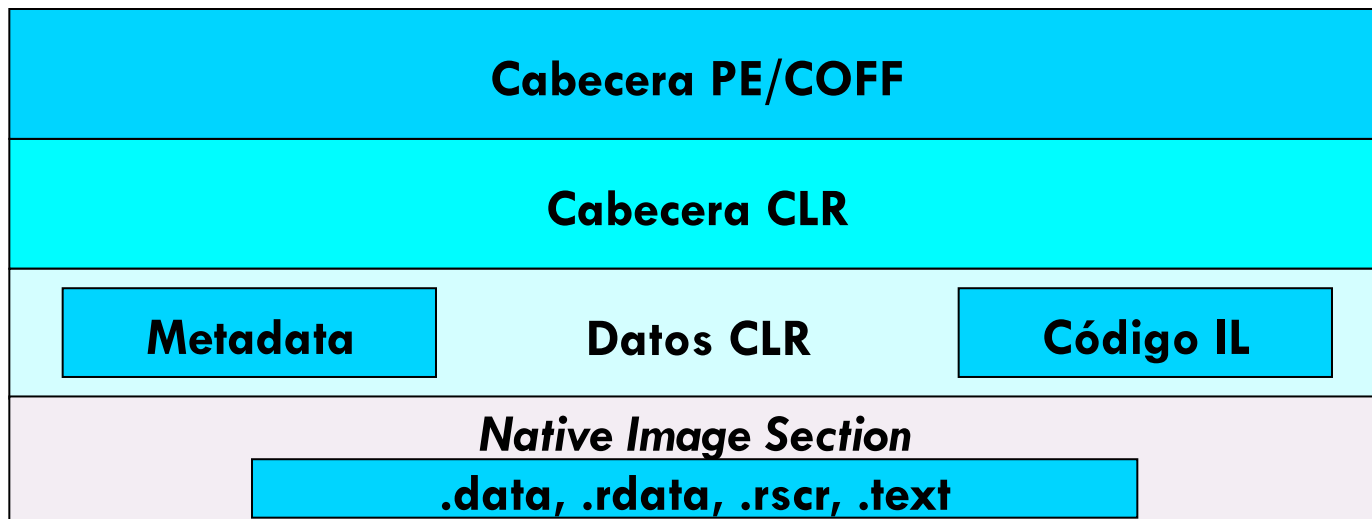 Cabecera PE/COFF
Cabecera CLR
Metadata Datos CLR Código IL
Native Image Section
.data, .rdata, .rscr, .text